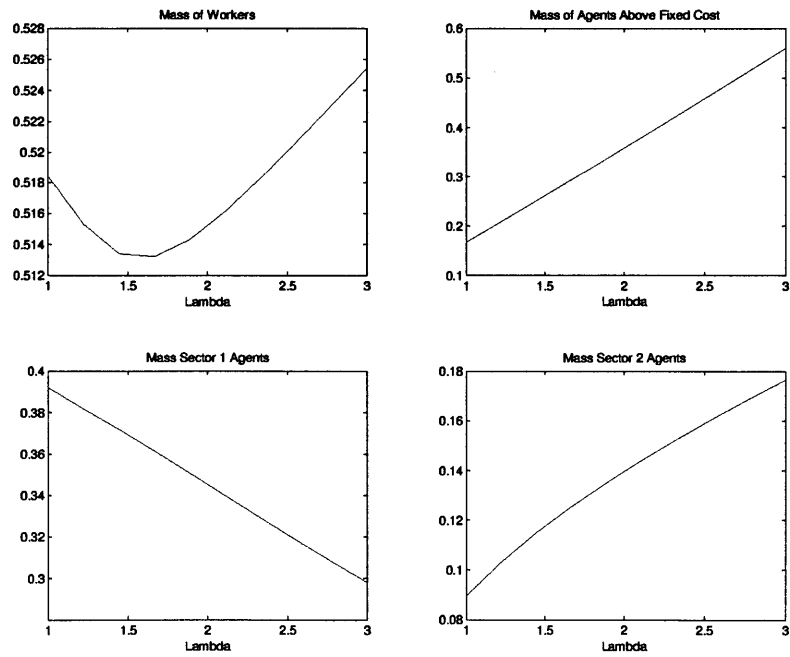 Mass of Workers
0.528
0.526
0.524
0.522
0.52
0.518
0.516
0.514
0.512
1 1.5 2 2.5 3
Lambda
Mass of Agents Above Fixed Cost
0.6
0.5
0.4
0.3
0.2
0.1
1 1.5 2 2.5 3
Lambda
Mass Sector 1 Agents
0.4
0.38
0.36
0.34
0.32
0.3
1 1.5 2 2.5 3
Lambda
Mass Sector 2 Agents
0.18
0.16
0.14
0.12
0.1
0.08
1 1.5 2 2.5 3
Lambda